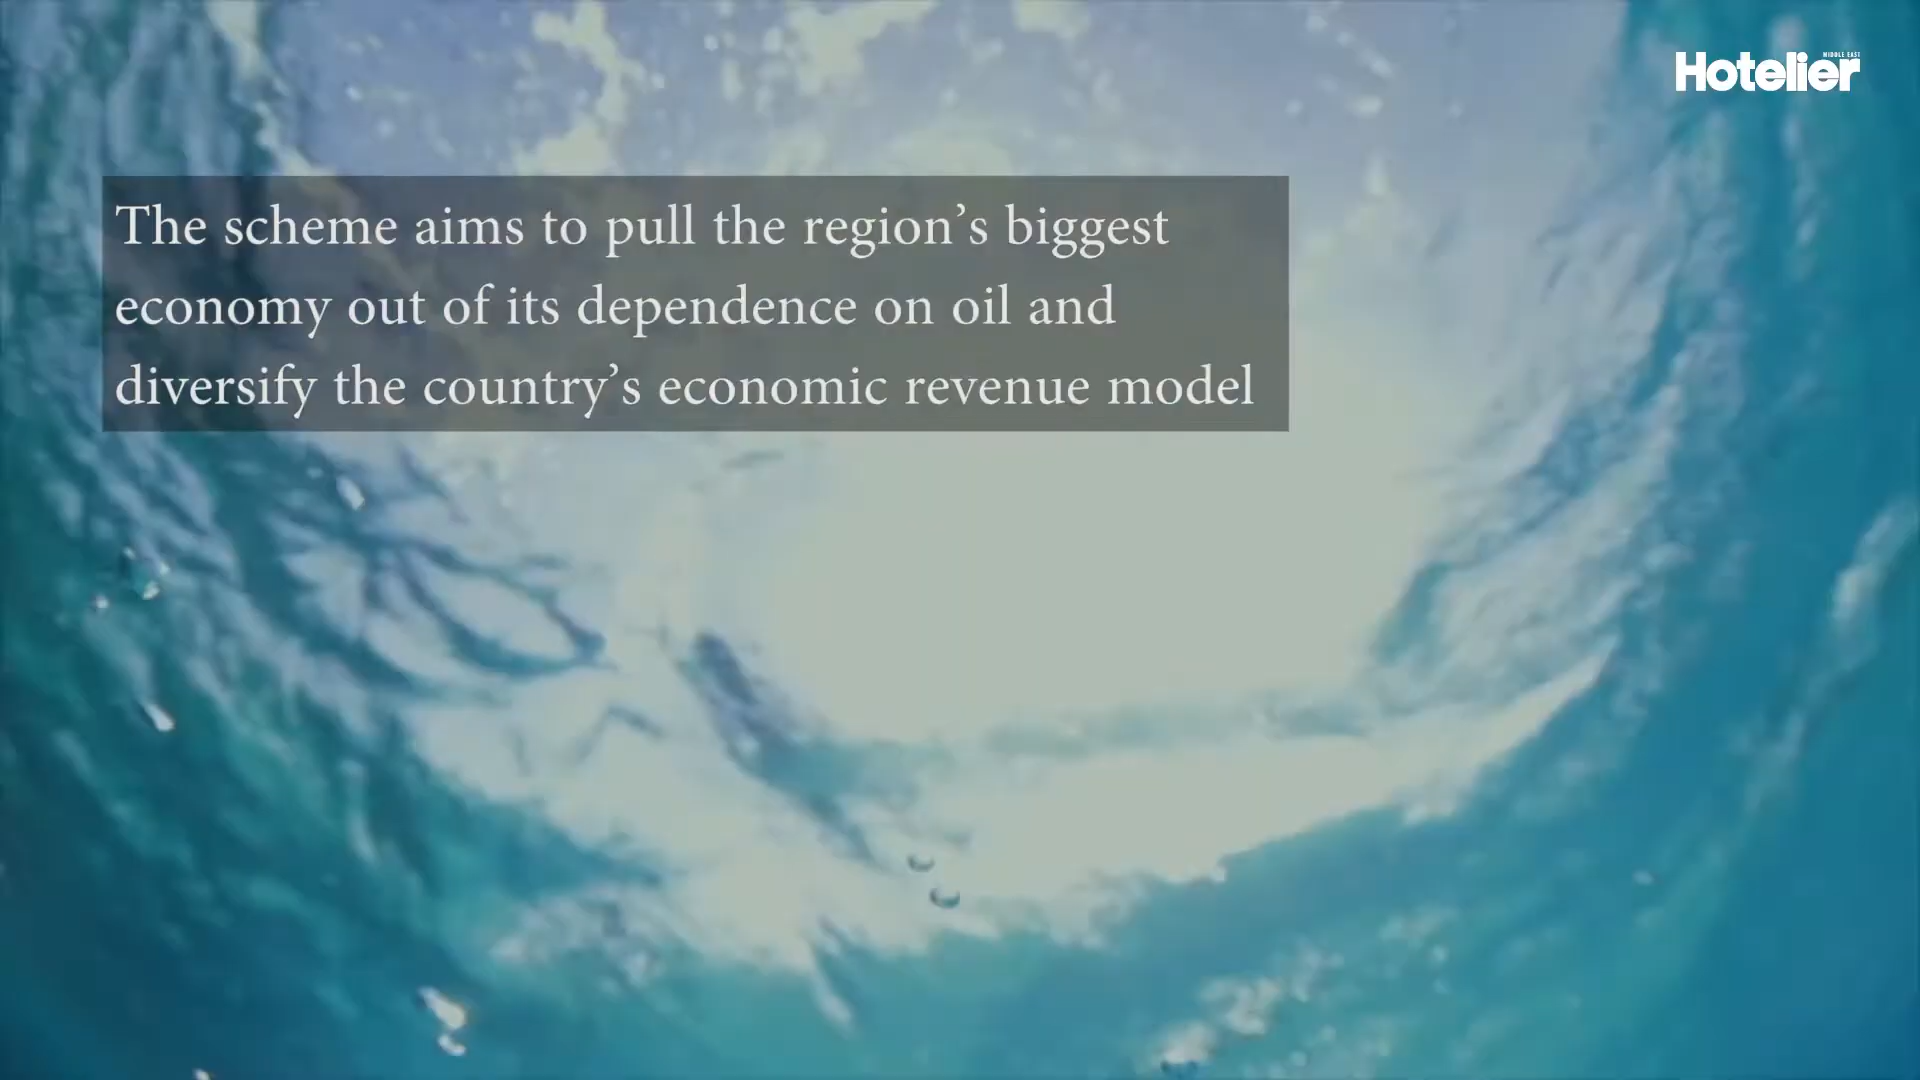 MIDDLE EAST
Hotelier
The scheme aims to pull the region’s biggest
economy out of its dependence on oil and
diversify the country’s economic revenue model